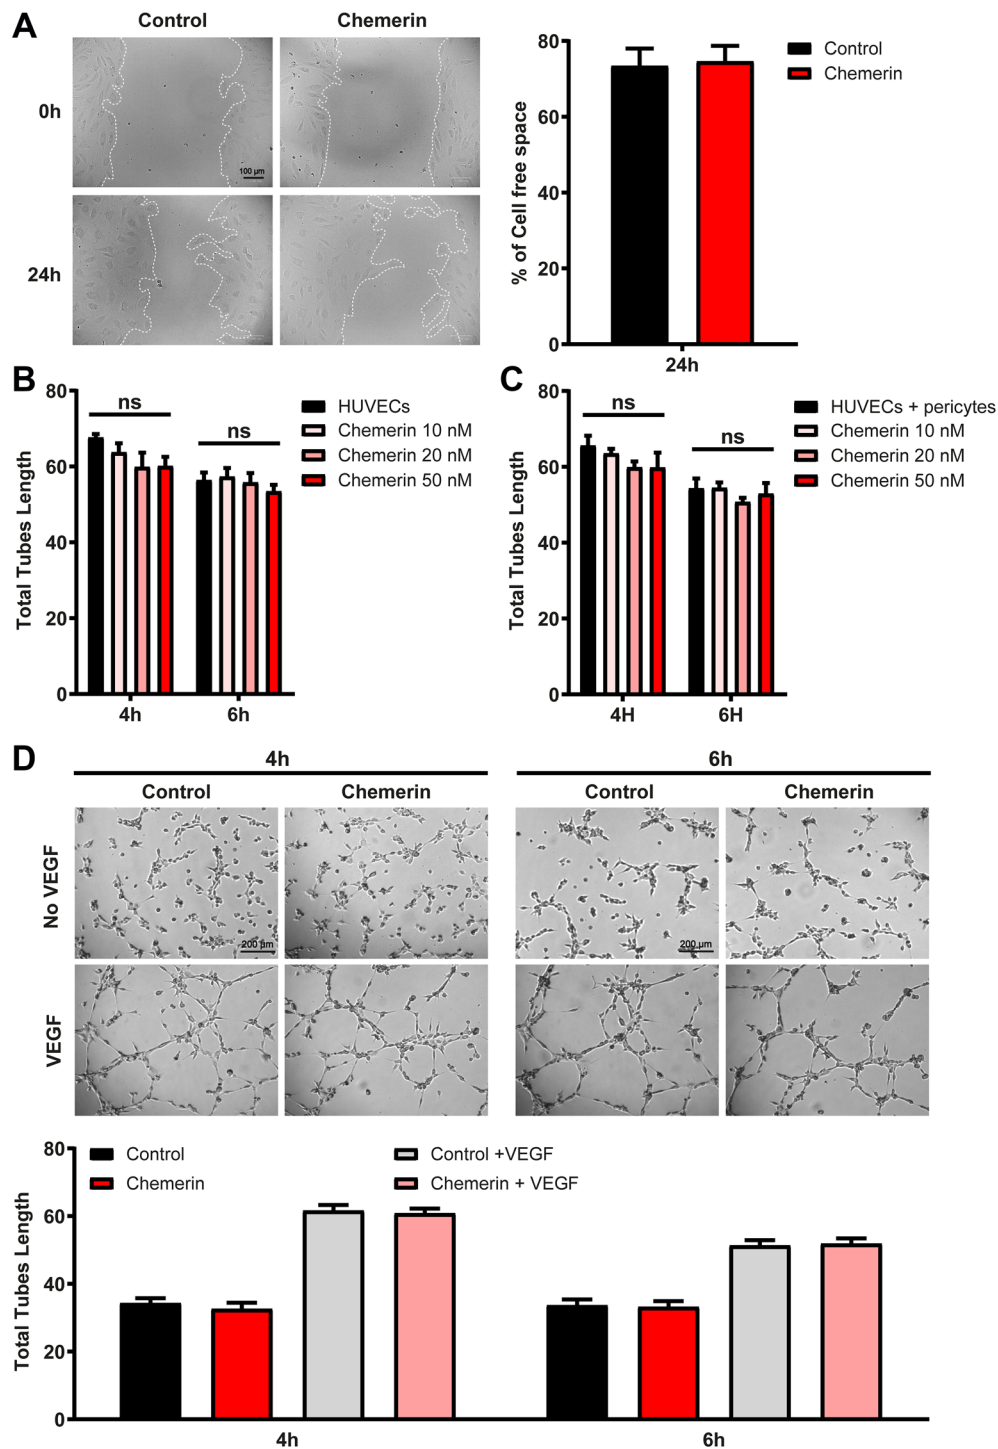 A
Control Chemerin
0h
100 µm
24h
% of Cell free space
80
60
40
20
0
24h
Control
Chemerin
B
Total Tubes Length
80
60
40
20
0
ns
ns
4h 6h
HUVECs
Chemerin 10 nM
Chemerin 20 nM
Chemerin 50 nM
C
Total Tubes Length
80
60
40
20
0
ns
ns
4H 6H
HUVECs + pericytes
Chemerin 10 nM
Chemerin 20 nM
Chemerin 50 nM
D
4h 6h
Control Chemerin Control Chemerin
No VEGF
200 µm 200 µm
VEGF
Total Tubes Length
80
60
40
20
0
Control Control +VEGF
Chemerin Chemerin + VEGF
4h 6h